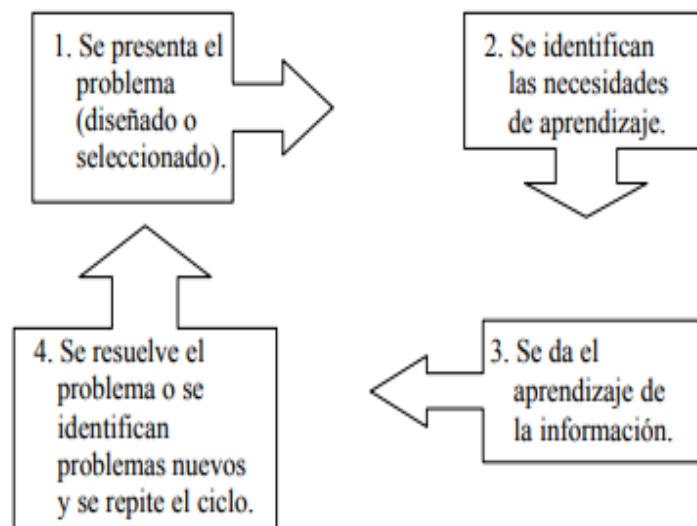 1. Se presenta el
problema
(diseñado o
seleccionado).
2. Se identifican
las necesidades
de aprendizaje.
3. Se da el
aprendizaje de
la información.
4. Se resuelve el
problema o se
identifican
problemas nuevos
y se repite el ciclo.